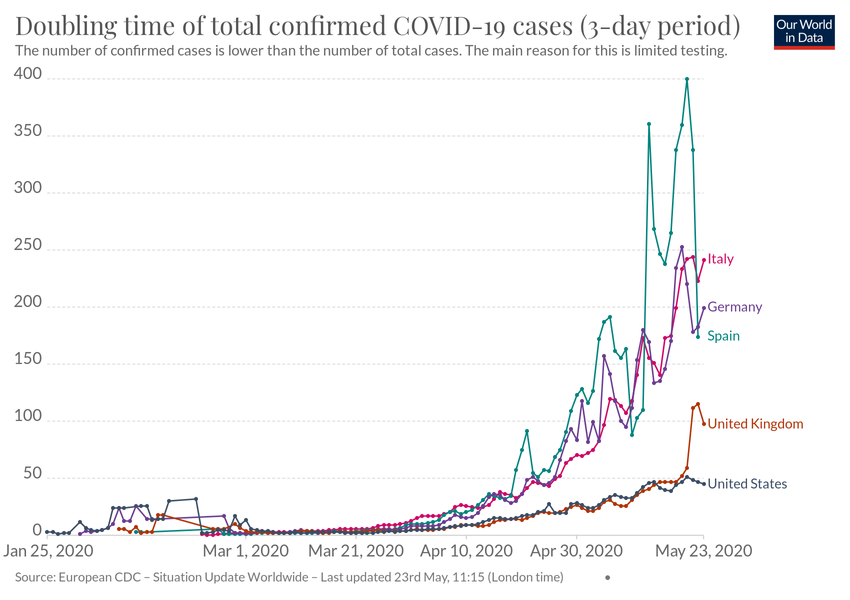 Doubling time of total confirmed COVID-19 cases (3-day period)
The number of confirmed cases is lower than the number of total cases. The main reason for this is limited testing.
Our World
in Data
400
350
300
250
200
150
100
50
0
Italy
Germany
Spain
United Kingdom
United States
Jan 25, 2020 Mar 1, 2020 Mar 21, 2020 Apr 10, 2020 Apr 30, 2020 May 23, 2020
Source: European CDC – Situation Update Worldwide – Last updated 23rd May, 11:15 (London time)